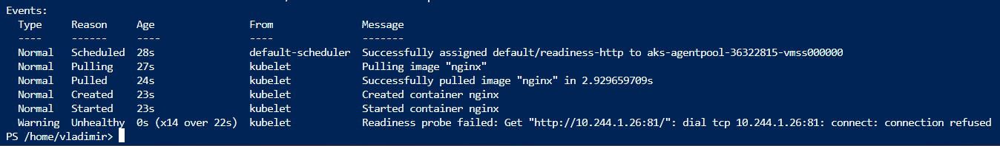 Events:
Type Reason Age From Message
---- ------ ---- ---- -------
Normal Scheduled 28s default-scheduler Successfully assigned default/readiness-http to aks-agentpool-36322815-vmss000000
Normal Pulling 27s kubelet Pulling image "nginx"
Normal Pulled 24s kubelet Successfully pulled image "nginx" in 2.929659709s
Normal Created 23s kubelet Created container nginx
Normal Started 23s kubelet Started container nginx
Warning Unhealthy 0s (x14 over 22s) kubelet Readiness probe failed: Get "http://10.244.1.26:81/": dial tcp 10.244.1.26:81: connect: connection refused
PS /home/vladimir>